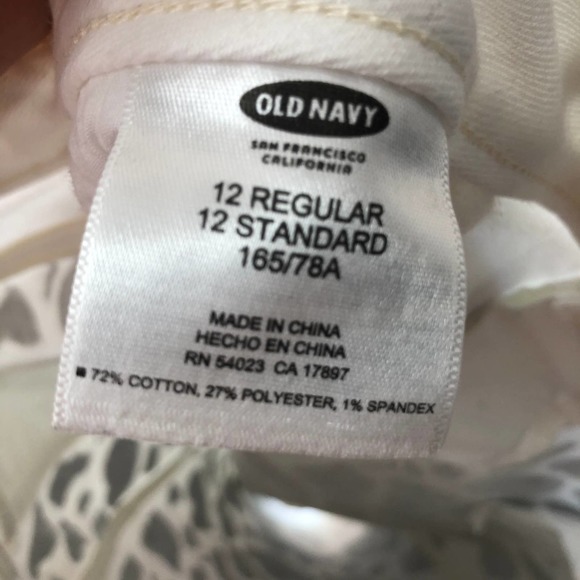 OLD NAVY
SAN FRANCISCO
CALIFORNIA
12 REGULAR
12 STANDARD
165/78A
MADE IN CHINA
HECHO EN CHINA
RN 54023 CA 17897
72% COTTON, 27% POLYESTER, 1% SPANDEX